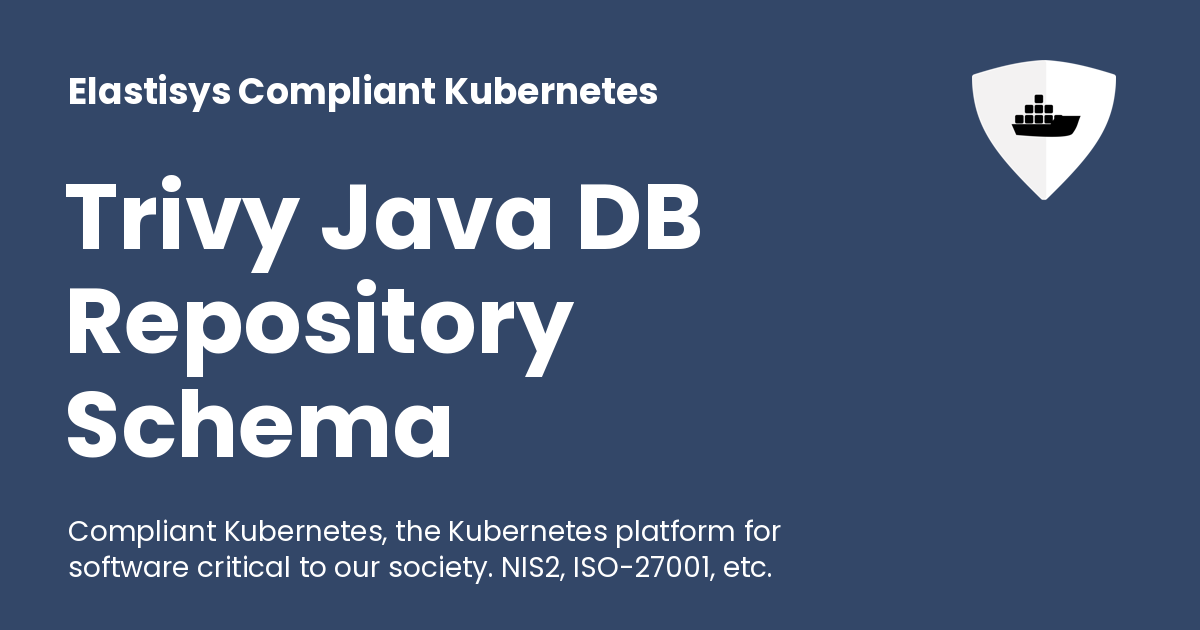 Elastisys Compliant Kubernetes
Trivy Java DB
Repository
Schema
Compliant Kubernetes, the Kubernetes platform for
software critical to our society. NIS2, ISO-27001, etc.